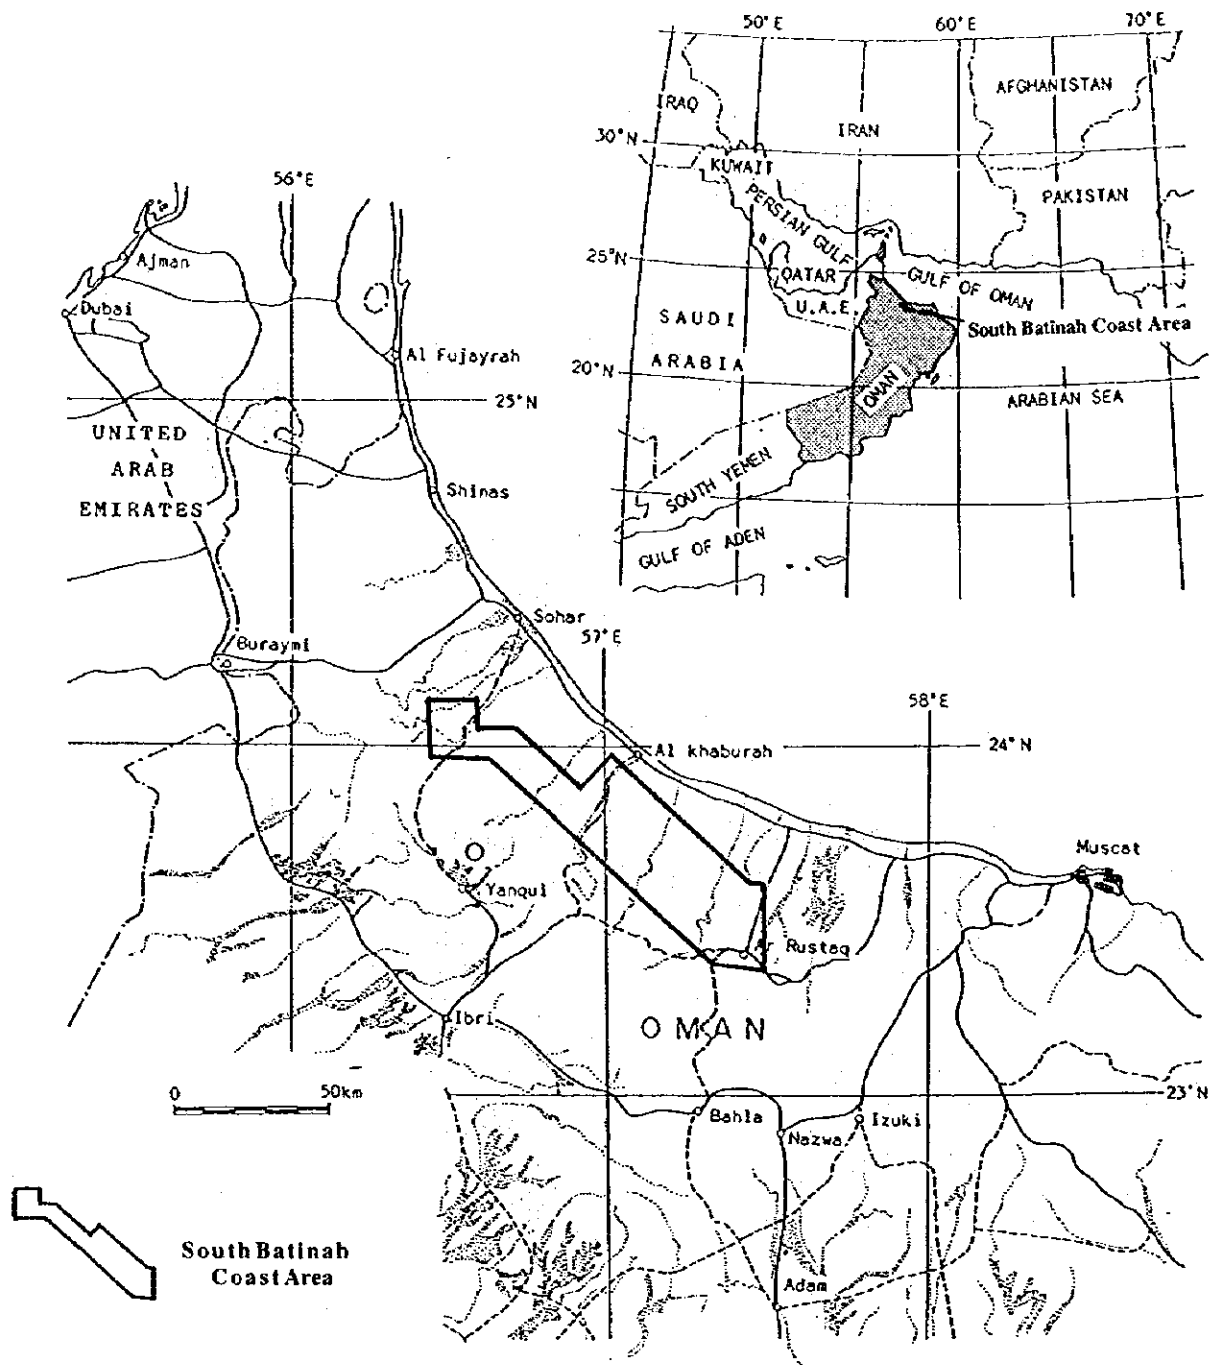 50°E
60°E
70°E
AFGHANISTAN
IRAQ
IRAN
30°N
KUWAIT
PAKISTAN
PERSIAN GULF
25°N
QATAR
GULF OF OMAN
U.A.E.
SAUDI
ARABIA
South Batinah Coast Area
20°N
OMAN
ARABIAN SEA
SOUTH YEMEN
GULF OF ADEN
56°E
Ajman
Dubai
Al Fujayrah
25°N
UNITED
ARAB
EMIRATES
Shinas
Sohar
57°E
Buraymi
58°E
Al khaburah
24°N
Muscat
Yanqul
Ar Rustaq
Ibri
OMAN
0
50km
23°N
Bahla
Nazwa
Izuki
Adam
South Batinah
Coast Area